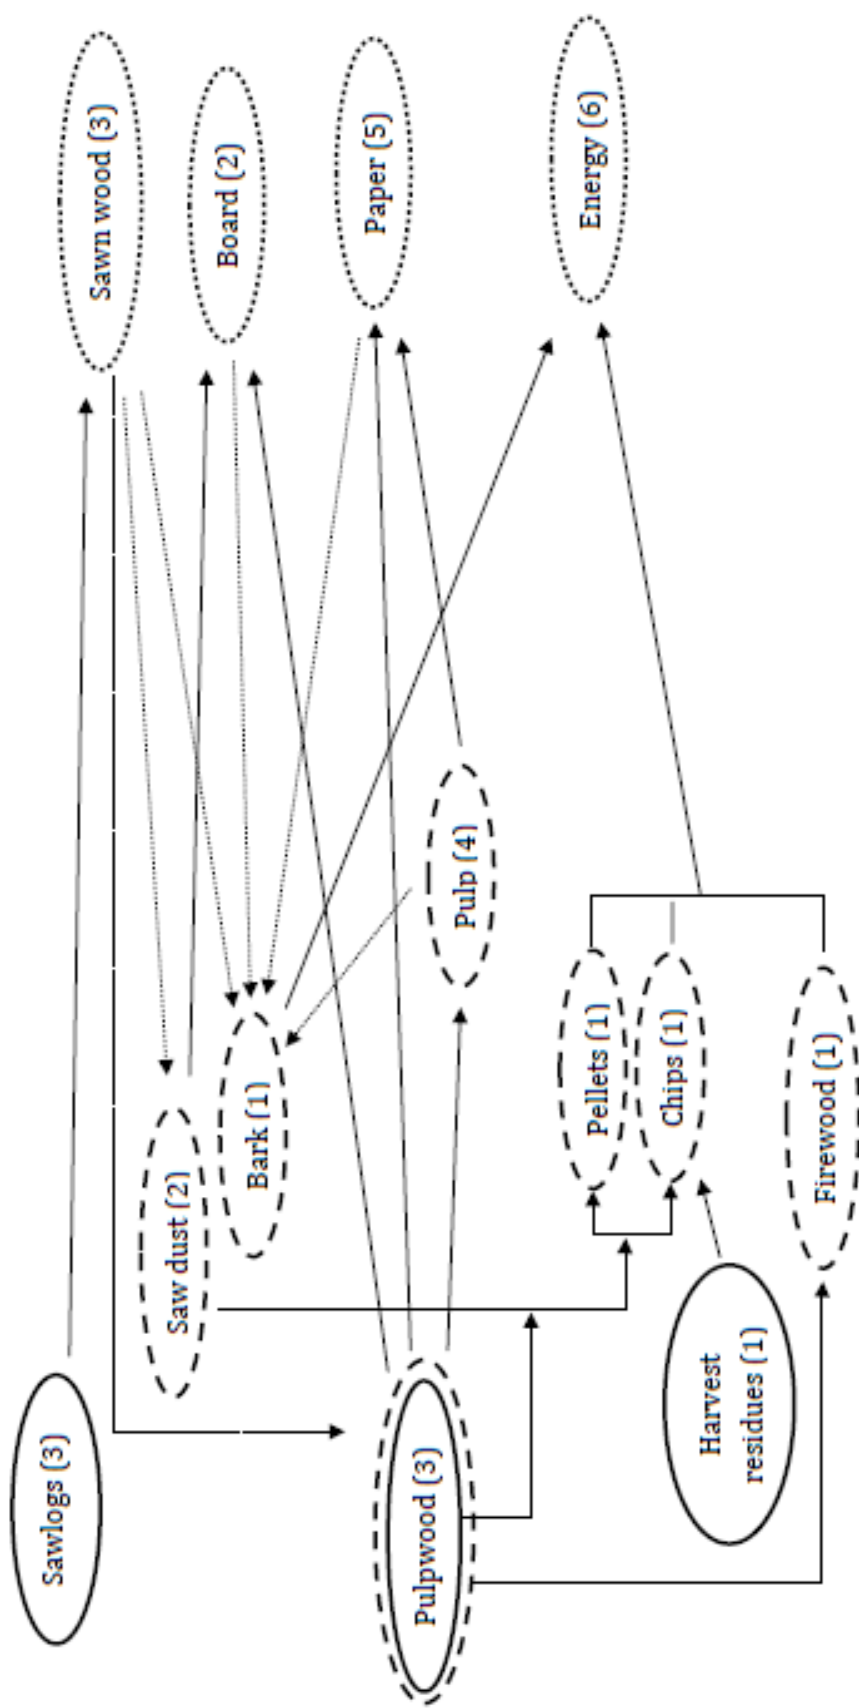 Sawlogs (3)
Pulpwood (3)
Harvest
residues (1)
Saw dust (2)
Bark (1)
Pulp (4)
Pellets (1)
Chips (1)
Firewood (1)
Sawn wood (3)
Board (2)
Paper (5)
Energy (6)